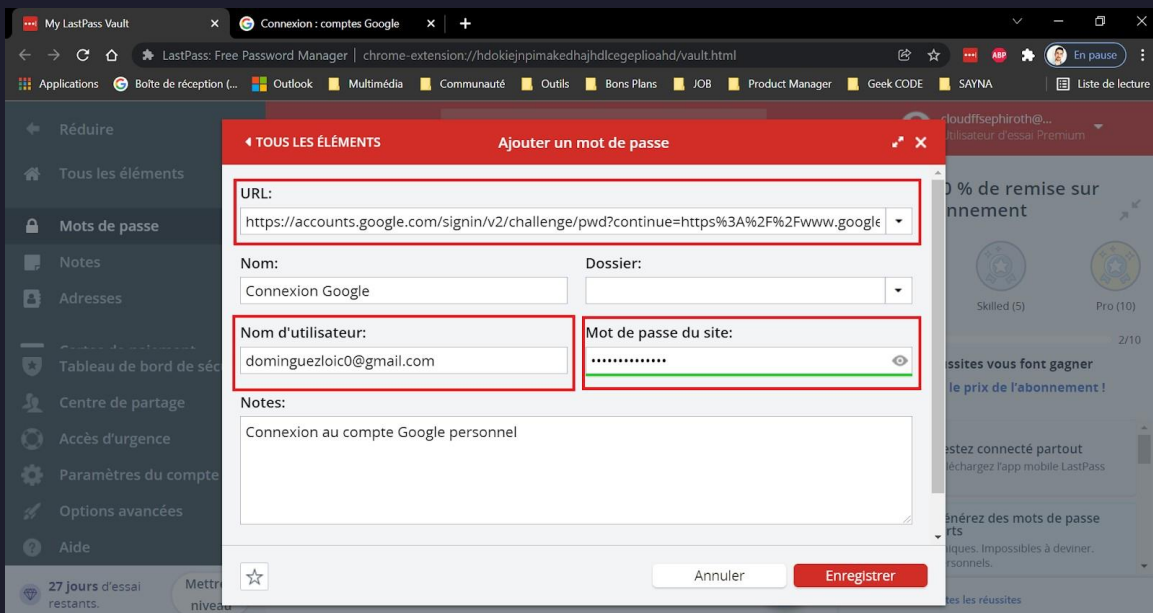 My LastPass Vault
Connexion : comptes Google
LastPass: Free Password Manager | chrome-extension://hdokiejnpimakedhajhdlcegeplioahd/vault.html
ABP
En pause
Applications
Boîte de réception (...
Outlook
Multimédia
Communauté
Outils
Bons Plans
JOB
Product Manager
Geek CODE
SAYNA
Liste de lecture
Réduire
Tous les éléments
Mots de passe
Notes
Adresses
Tableau de bord de séc
Centre de partage
Accès d'urgence
Paramètres du compte
Options avancées
Aide
27 jours d'essai
restants.
Mettre
niveau
TOUS LES ÉLÉMENTS
Ajouter un mot de passe
URL:
https://accounts.google.com/signin/v2/challenge/pwd?continue=https%3A%2F%2Fwww.google
Nom:
Dossier:
Connexion Google
Nom d'utilisateur:
Mot de passe du site:
dominguezloic0@gmail.com
••••••••••••••
Notes:
Connexion au compte Google personnel
Annuler
Enregistrer
cloudffsephiroth@...
Utilisateur d'essai Premium
0 % de remise sur
nnement
Skilled (5)
Pro (10)
2/10
ssites vous font gagner
le prix de l'abonnement !
estez connecté partout
léchargez l'app mobile LastPass
nérez des mots de passe
rts
iques. Impossibles à deviner.
rsonnels.
tes les réussites